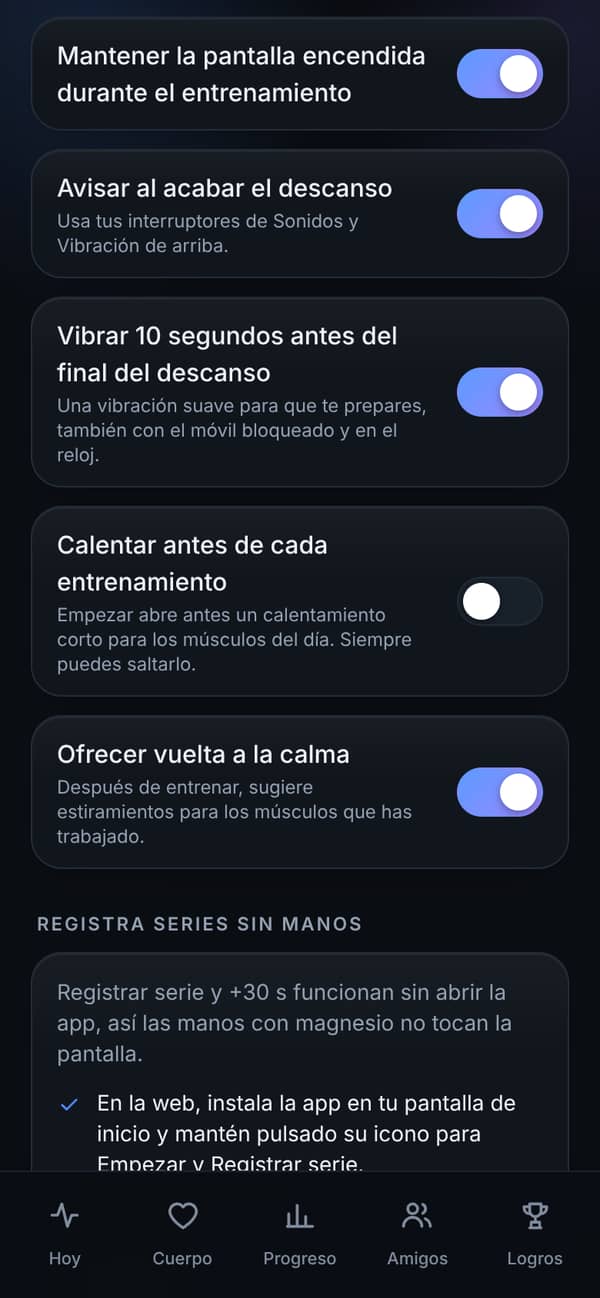 Mantener la pantalla encendida
durante el entrenamiento
Avisar al acabar el descanso
Usa tus interruptores de Sonidos y
Vibración de arriba.
Vibrar 10 segundos antes del
final del descanso
Una vibración suave para que te prepares,
también con el móvil bloqueado y en el
reloj.
Calentar antes de cada
entrenamiento
Empezar abre antes un calentamiento
corto para los músculos del día. Siempre
puedes saltarlo.
Ofrecer vuelta a la calma
Después de entrenar, sugiere
estiramientos para los músculos que has
trabajado.
REGISTRA SERIES SIN MANOS
Registrar serie y +30 s funcionan sin abrir la
app, así las manos con magnesio no tocan la
pantalla.
En la web, instala la app en tu pantalla de
inicio y mantén pulsado su icono para
Empezar y Registrar serie.
Hoy
Cuerpo
Progreso
Amigos
Logros